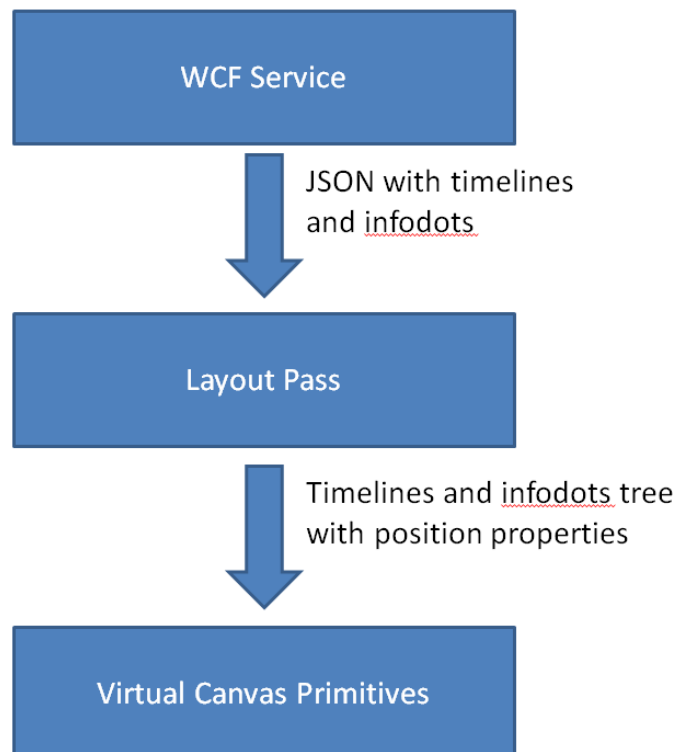 WCF Service
JSON with timelines
and infodots
Layout Pass
Timelines and infodots tree
with position properties
Virtual Canvas Primitives